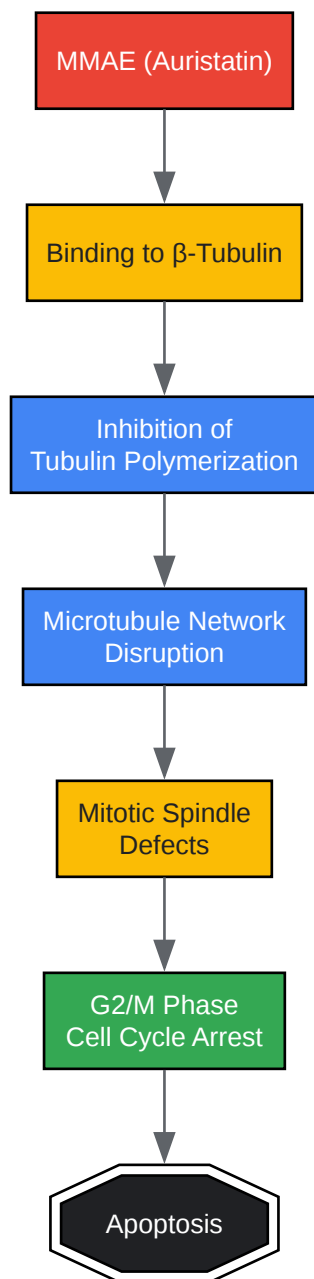 MMAE (Auristatin)
Binding to β-Tubulin
Inhibition of
Tubulin Polymerization
Microtubule Network
Disruption
Mitotic Spindle
Defects
G2/M Phase
Cell Cycle Arrest
Apoptosis